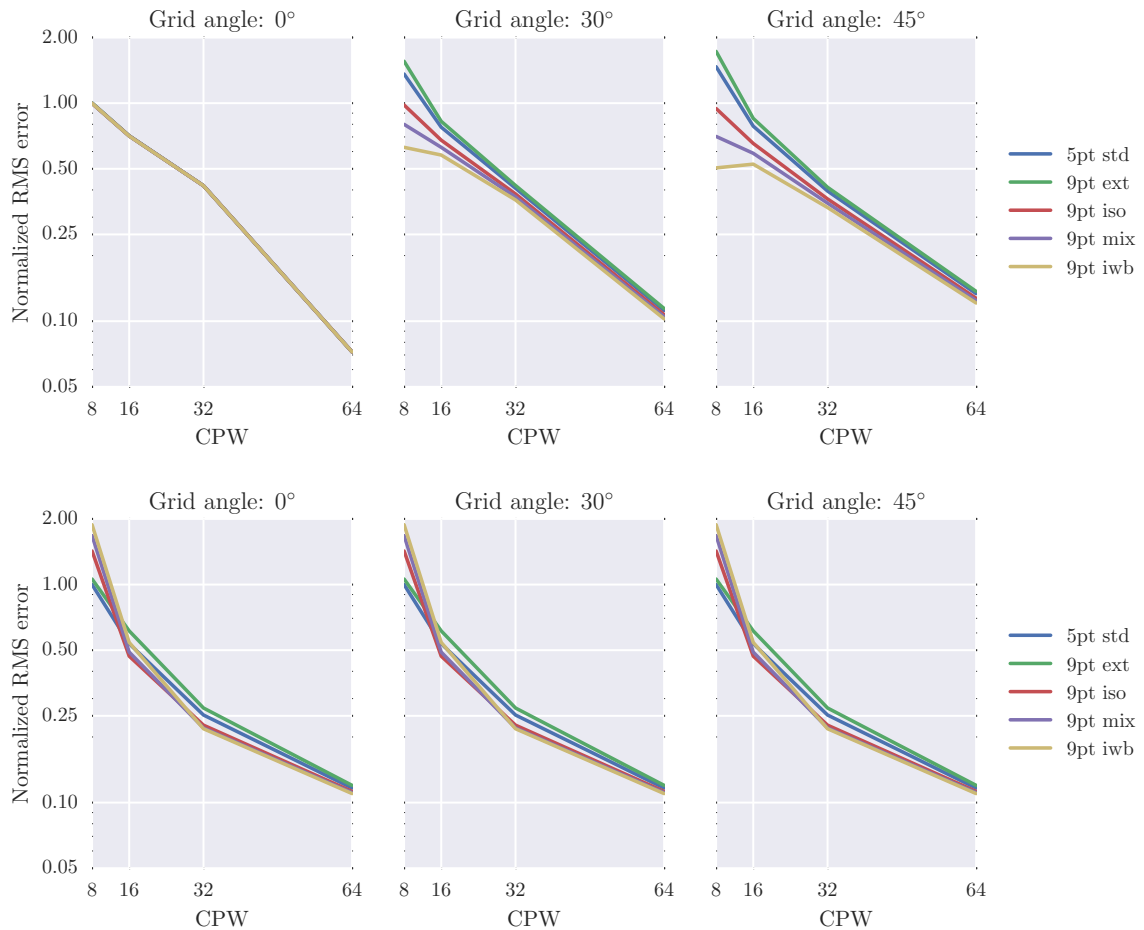 Grid angle: 0°
Grid angle: 30°
Grid angle: 45°
Normalized RMS error
2.00
1.00
0.50
0.25
0.10
0.05
8 16 32 64
8 16 32 64
8 16 32 64
CPW
CPW
CPW
5pt std
9pt ext
9pt iso
9pt mix
9pt iwb
Grid angle: 0°
Grid angle: 30°
Grid angle: 45°
Normalized RMS error
2.00
1.00
0.50
0.25
0.10
0.05
8 16 32 64
8 16 32 64
8 16 32 64
CPW
CPW
CPW
5pt std
9pt ext
9pt iso
9pt mix
9pt iwb